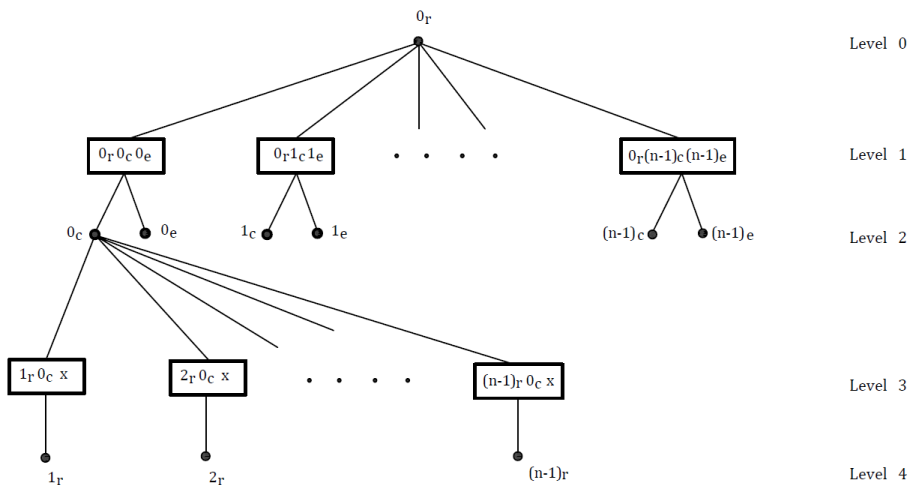 0r
Level 0
0r 0c 0e 0r 1c 1e 0r(n-1)c(n-1)e Level 1
0c 0e 1c 1e (n-1)c (n-1)e Level 2
1r 0c x 2r 0c x (n-1)r 0c x Level 3
1r 2r (n-1)r Level 4